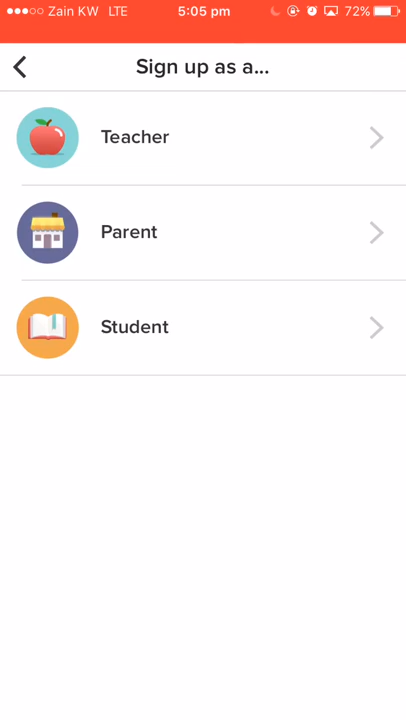 Zain KW LTE 5:05 pm 72%
Sign up as a...
Teacher
Parent
Student